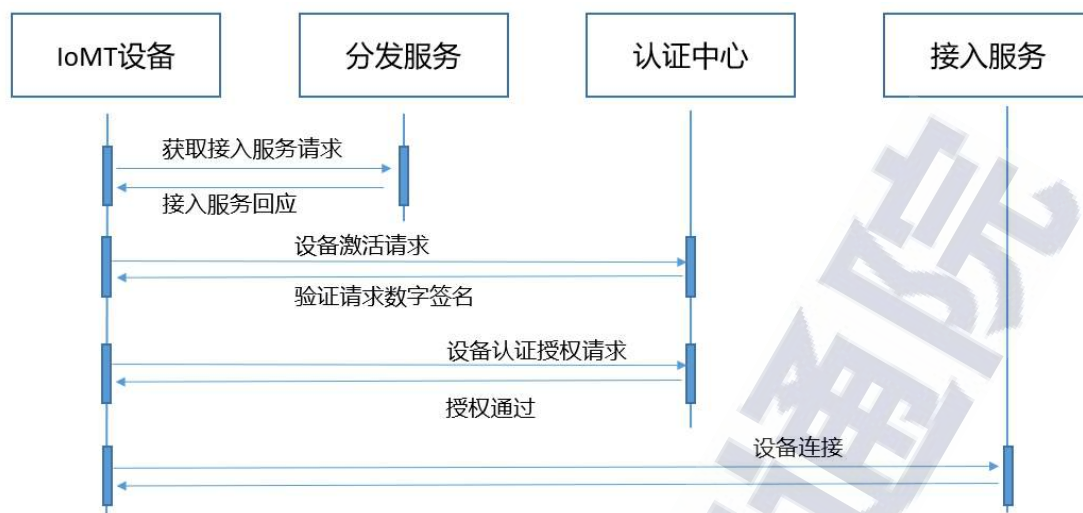 IoMT设备
分发服务
认证中心
接入服务
获取接入服务请求
接入服务回应
设备激活请求
验证请求数字签名
设备认证授权请求
授权通过
设备连接
通院